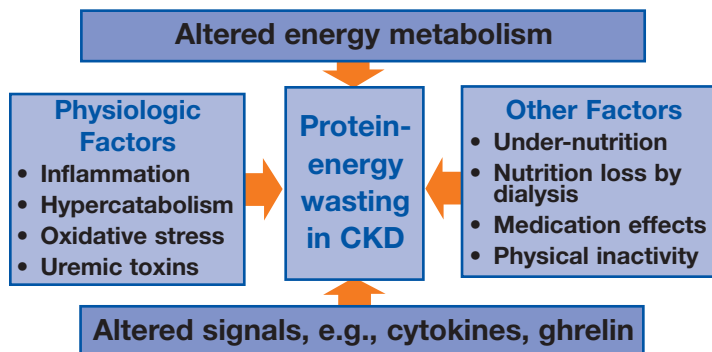 Altered energy metabolism
Physiologic
Factors
• Inflammation
• Hypercatabolism
• Oxidative stress
• Uremic toxins
Protein-
energy
wasting
in CKD
Other Factors
• Under-nutrition
• Nutrition loss by
dialysis
• Medication effects
• Physical inactivity
Altered signals, e.g., cytokines, ghrelin